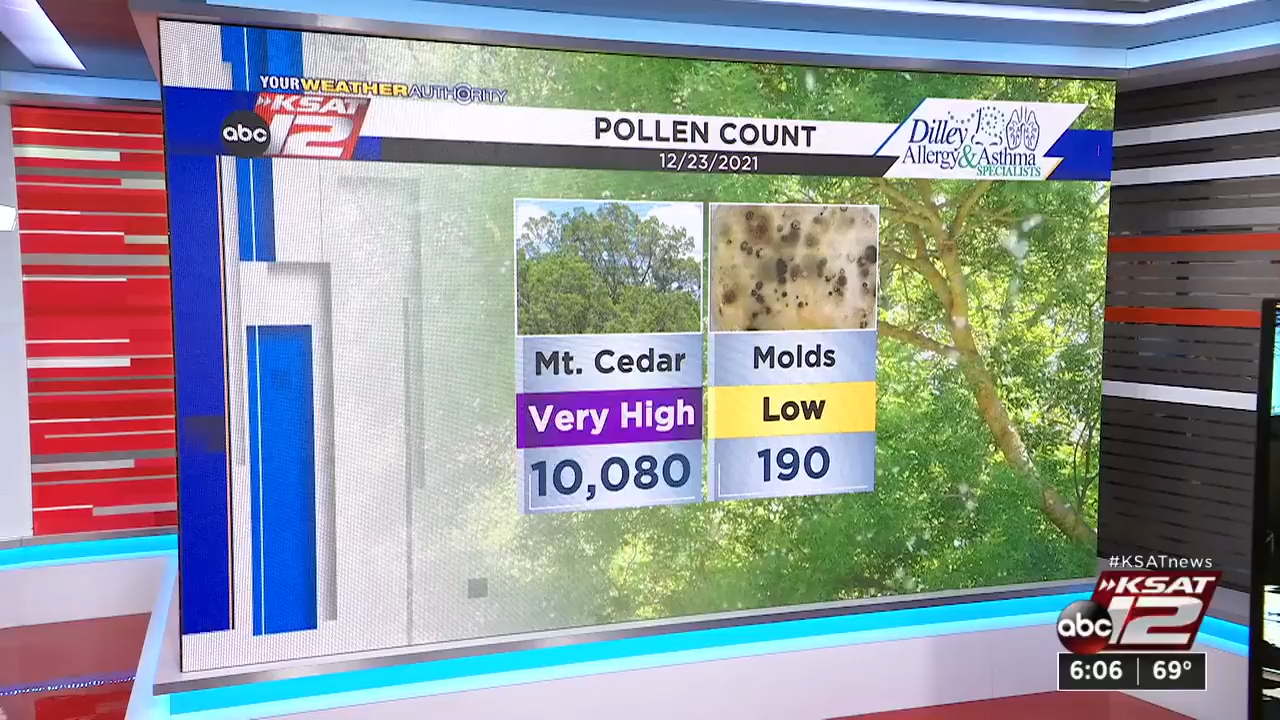 YOUR WEATHER AUTHORITY
KSAT
abc 12
POLLEN COUNT
12/23/2021
Dilley
Allergy & Asthma
SPECIALISTS
Mt. Cedar
Very High
10,080
Molds
Low
190
#KSATnews
KSAT
abc 12
6:06 69°